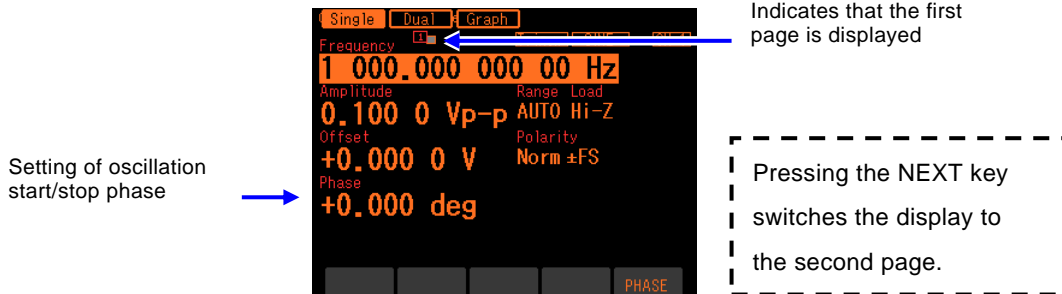 Indicates that the first
page is displayed
Single Dual Graph
1
Frequency
1 000.000 000 00 Hz
Amplitude Range Load
0.100 0 Vp-p AUTO Hi-Z
Offset Polarity
+0.000 0 V Norm ±FS
Phase
+0.000 deg
PHASE
Setting of oscillation
start/stop phase
Pressing the NEXT key
switches the display to
the second page.